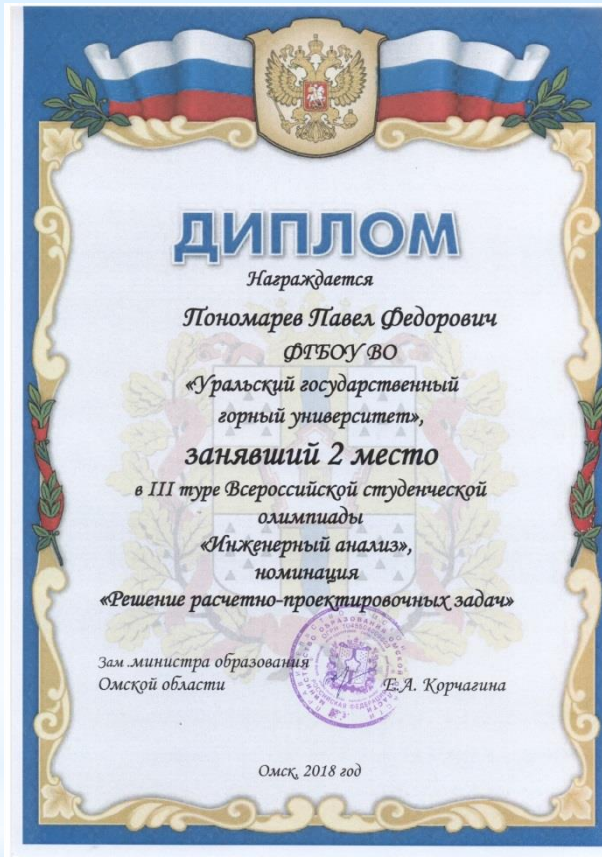 ДИПЛОМ
Награждается
Пономарев Павел Федорович
ФГБОУ ВО
«Уральский государственный
горный университет»,
занявший 2 место
в III туре Всероссийской студенческой
олимпиады
«Инженерный анализ»,
номинация
«Решение расчетно-проектировочных задач»
Зам .министра образования
Омской области Е.А. Корчагина
Омск, 2018 год